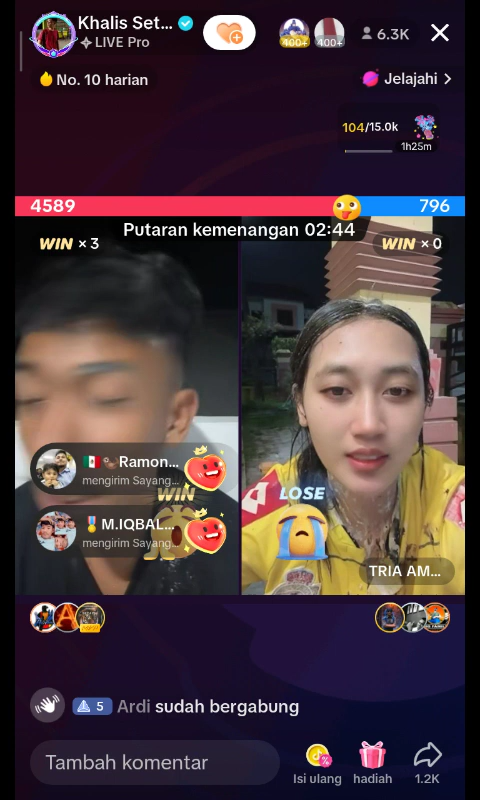 Khalis Set...
LIVE Pro
400+
400+
6.3K
No. 10 harian
Jelajahi
104/15.0k
1h25m
4589
796
Putaran kemenangan 02:44
WIN × 3
WIN × 0
Ramon...
mengirim Sayang...
WIN
M.IQBAL...
mengirim Sayang...
LOSE
TRIA AM...
5 Ardi sudah bergabung
Tambah komentar
Isi ulang
hadiah
1.2K